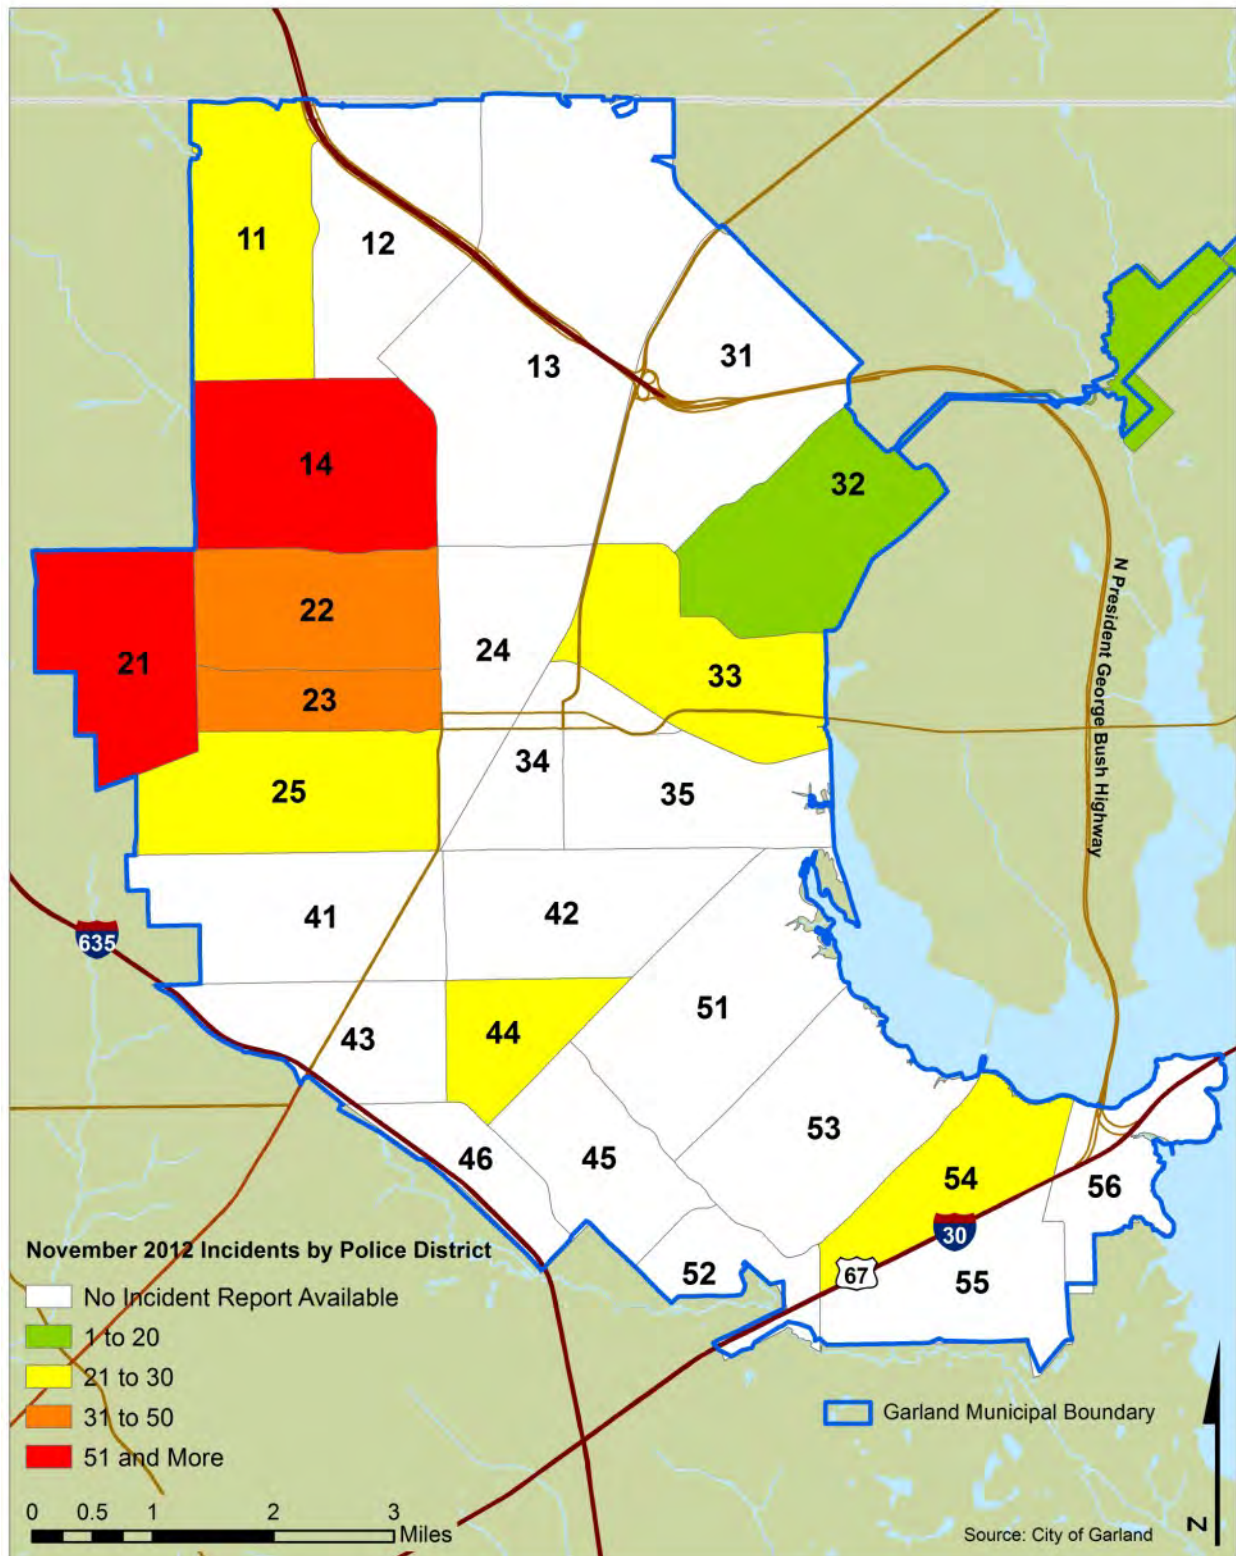 11
12
13
31
14
32
22
21
24
33
23
34
25
35
N President George Bush Highway
41
42
635
51
43
44
53
46
45
54
56
30
52
67
55
November 2012 Incidents by Police District
No Incident Report Available
1 to 20
21 to 30
31 to 50
51 and More
Garland Municipal Boundary
0 0.5 1 2 3
Miles
Source: City of Garland
N